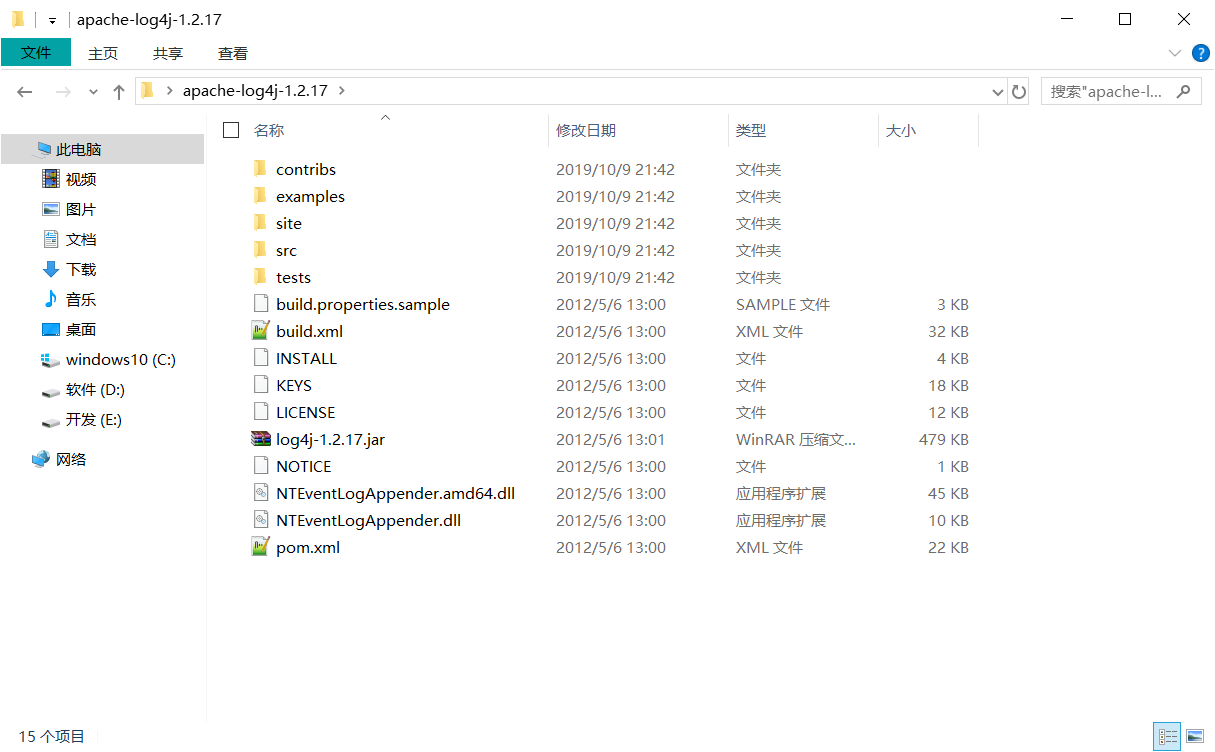 apache-log4j-1.2.17
文件 主页 共享 查看
apache-log4j-1.2.17
搜索"apache-l...
名称 修改日期 类型 大小
此电脑
视频
图片
文档
下载
音乐
桌面
windows10 (C:)
软件 (D:)
开发 (E:)
网络
contribs 2019/10/9 21:42 文件夹
examples 2019/10/9 21:42 文件夹
site 2019/10/9 21:42 文件夹
src 2019/10/9 21:42 文件夹
tests 2019/10/9 21:42 文件夹
build.properties.sample 2012/5/6 13:00 SAMPLE 文件 3 KB
build.xml 2012/5/6 13:00 XML 文件 32 KB
INSTALL 2012/5/6 13:00 文件 4 KB
KEYS 2012/5/6 13:00 文件 18 KB
LICENSE 2012/5/6 13:00 文件 12 KB
log4j-1.2.17.jar 2012/5/6 13:01 WinRAR 压缩文... 479 KB
NOTICE 2012/5/6 13:00 文件 1 KB
NTEventLogAppender.amd64.dll 2012/5/6 13:00 应用程序扩展 45 KB
NTEventLogAppender.dll 2012/5/6 13:00 应用程序扩展 10 KB
pom.xml 2012/5/6 13:00 XML 文件 22 KB
15 个项目